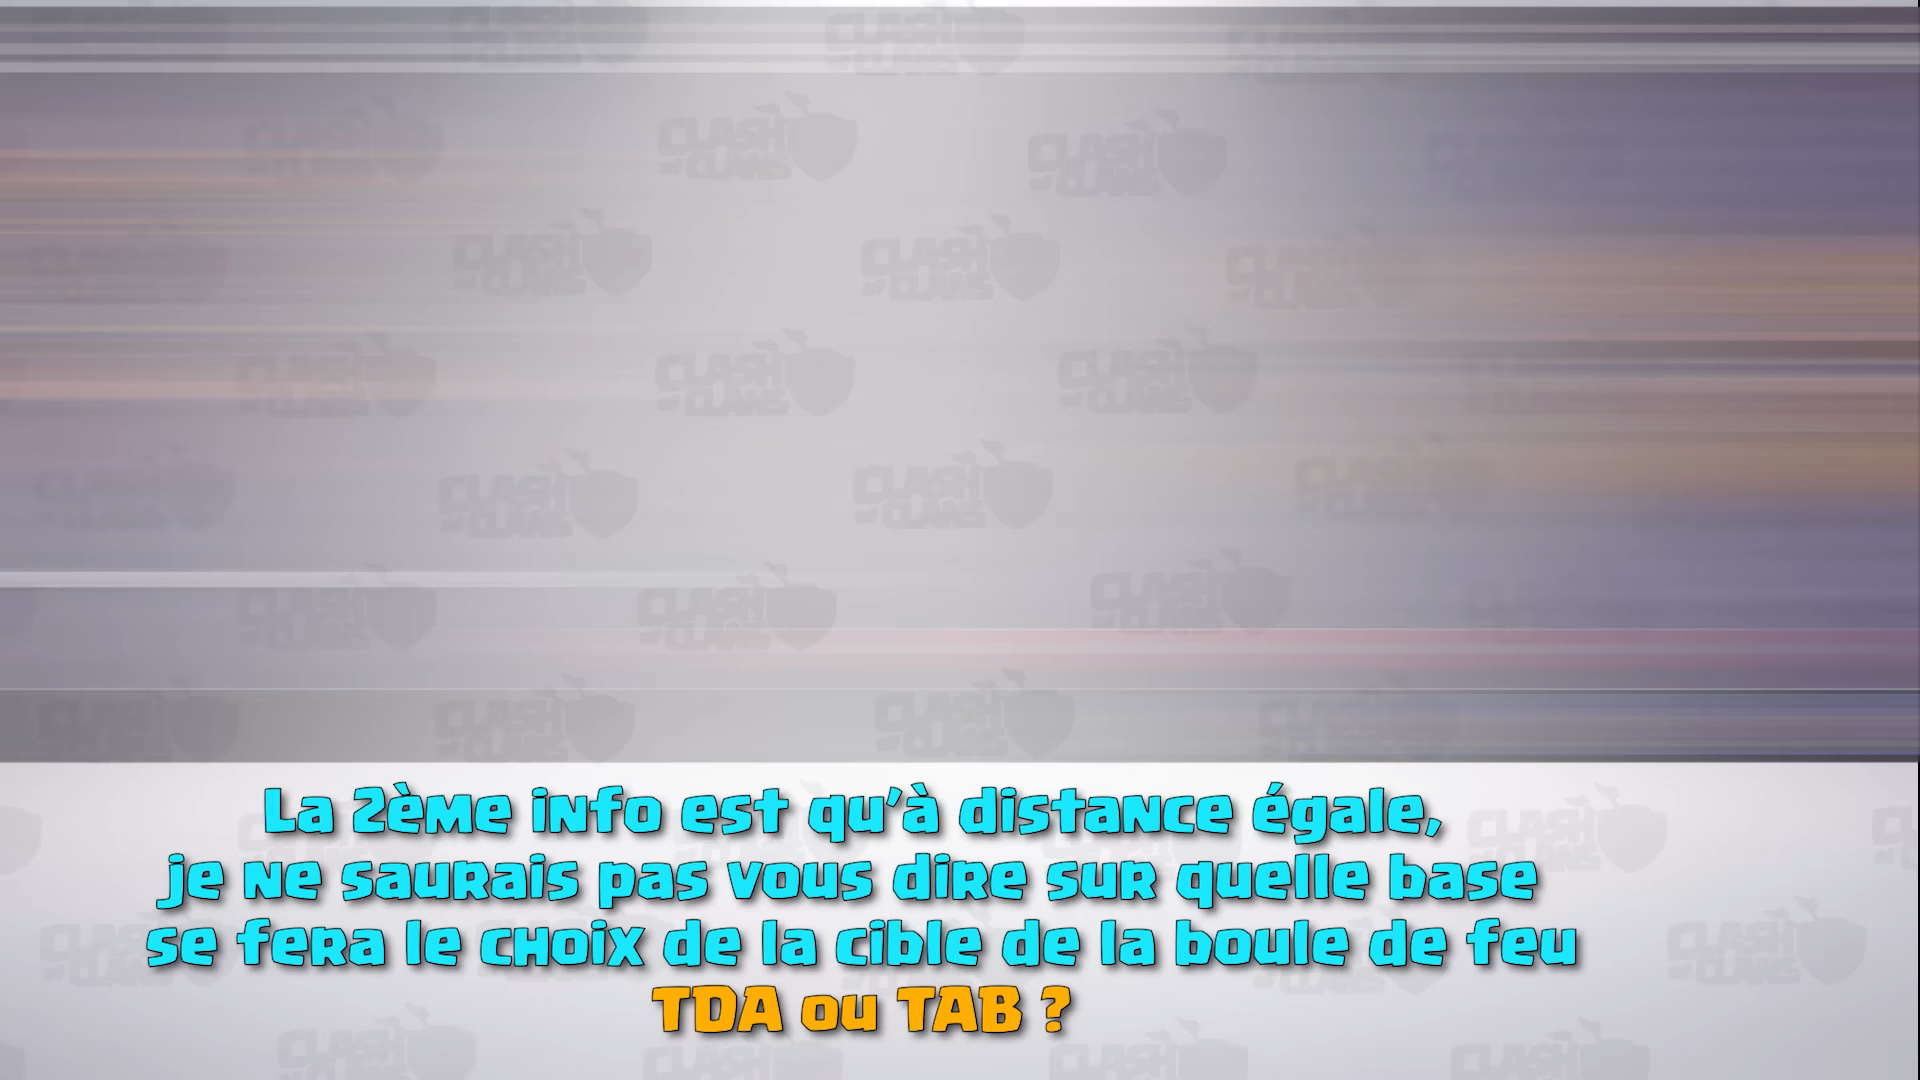 La 2ème info est qu'à distance égale,
je ne saurais pas vous dire sur quelle base
se fera le choix de la cible de la boule de feu
TDA ou TAB ?